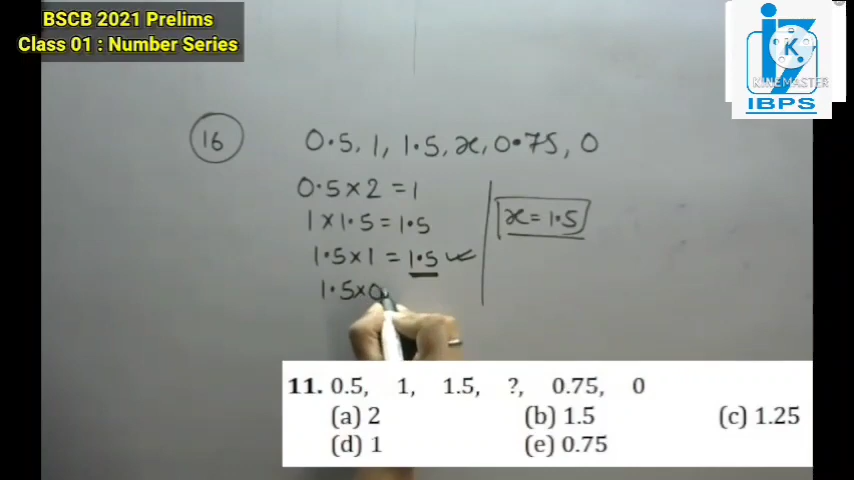 BSCB 2021 Prelims
Class 01 : Number Series
K
KINEMASTER
IBPS
16 0.5, 1, 1.5, x, 0.75, 0
0.5×2 = 1
1×1.5 = 1.5
1.5×1 = 1.5
1.5×0
x = 1.5
11. 0.5, 1, 1.5, ?, 0.75, 0
(a) 2 (b) 1.5 (c) 1.25
(d) 1 (e) 0.75